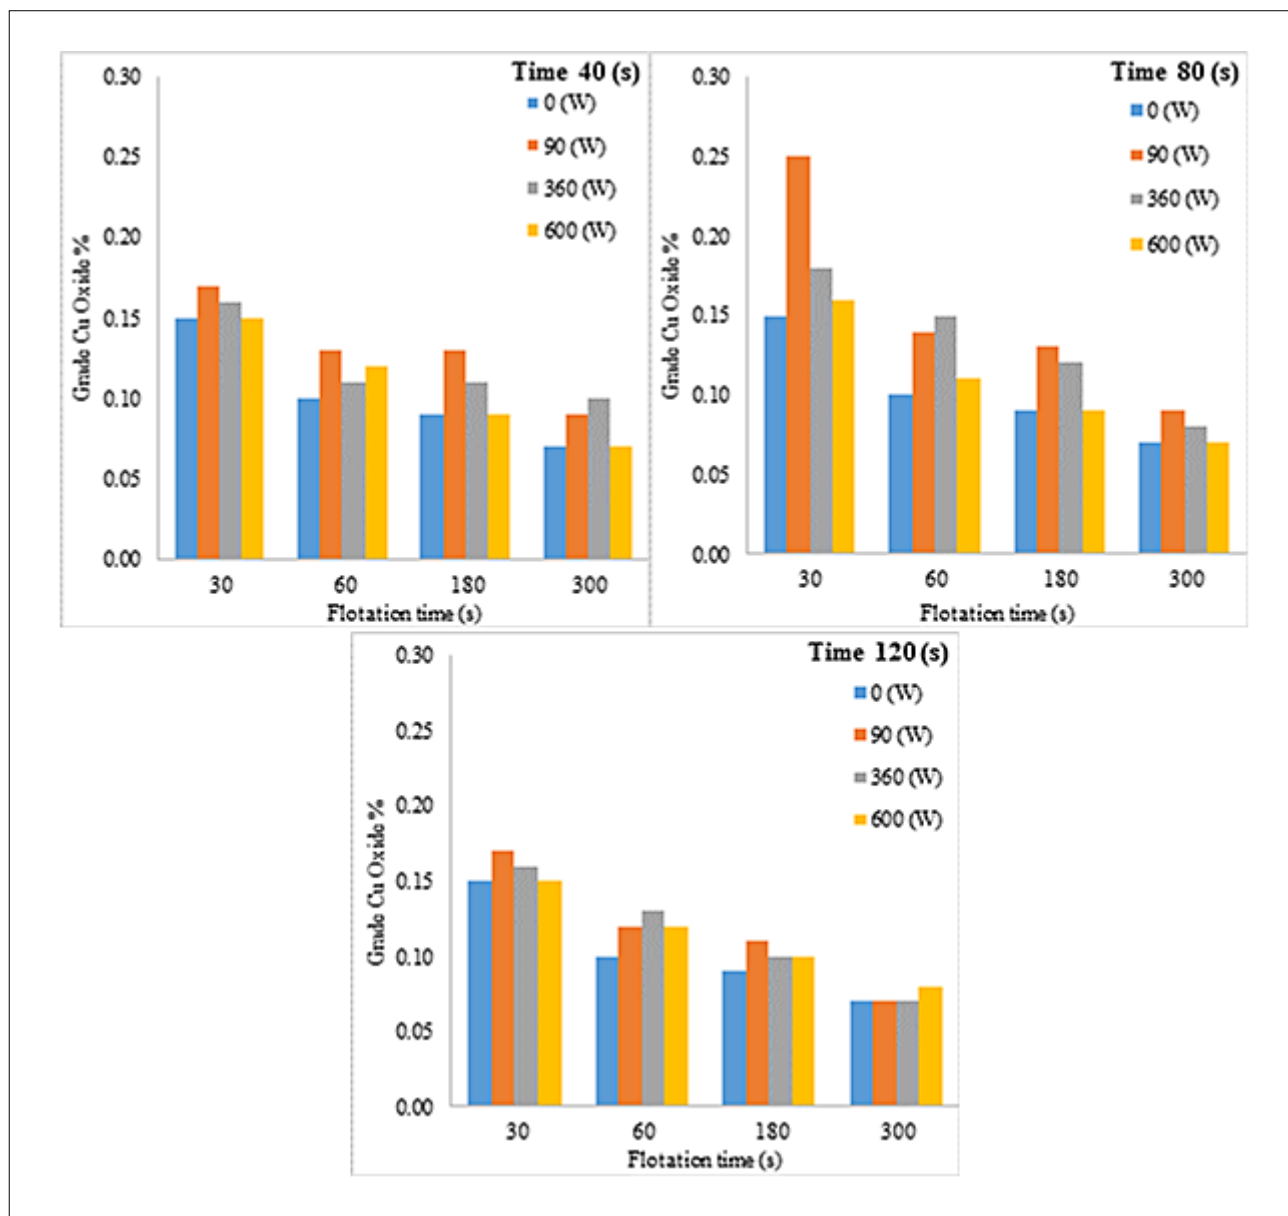 Time 40 (s)
0 (W)
90 (W)
360 (W)
600 (W)
Grade Cu Oxide %
0.30
0.25
0.20
0.15
0.10
0.05
0.00
30 60 180 300
Flotation time (s)
Time 80 (s)
0 (W)
90 (W)
360 (W)
600 (W)
Grade Cu Oxide %
0.30
0.25
0.20
0.15
0.10
0.05
0.00
30 60 180 300
Flotation time (s)
Time 120 (s)
0 (W)
90 (W)
360 (W)
600 (W)
Grade Cu Oxide %
0.30
0.25
0.20
0.15
0.10
0.05
0.00
30 60 180 300
Flotation time (s)